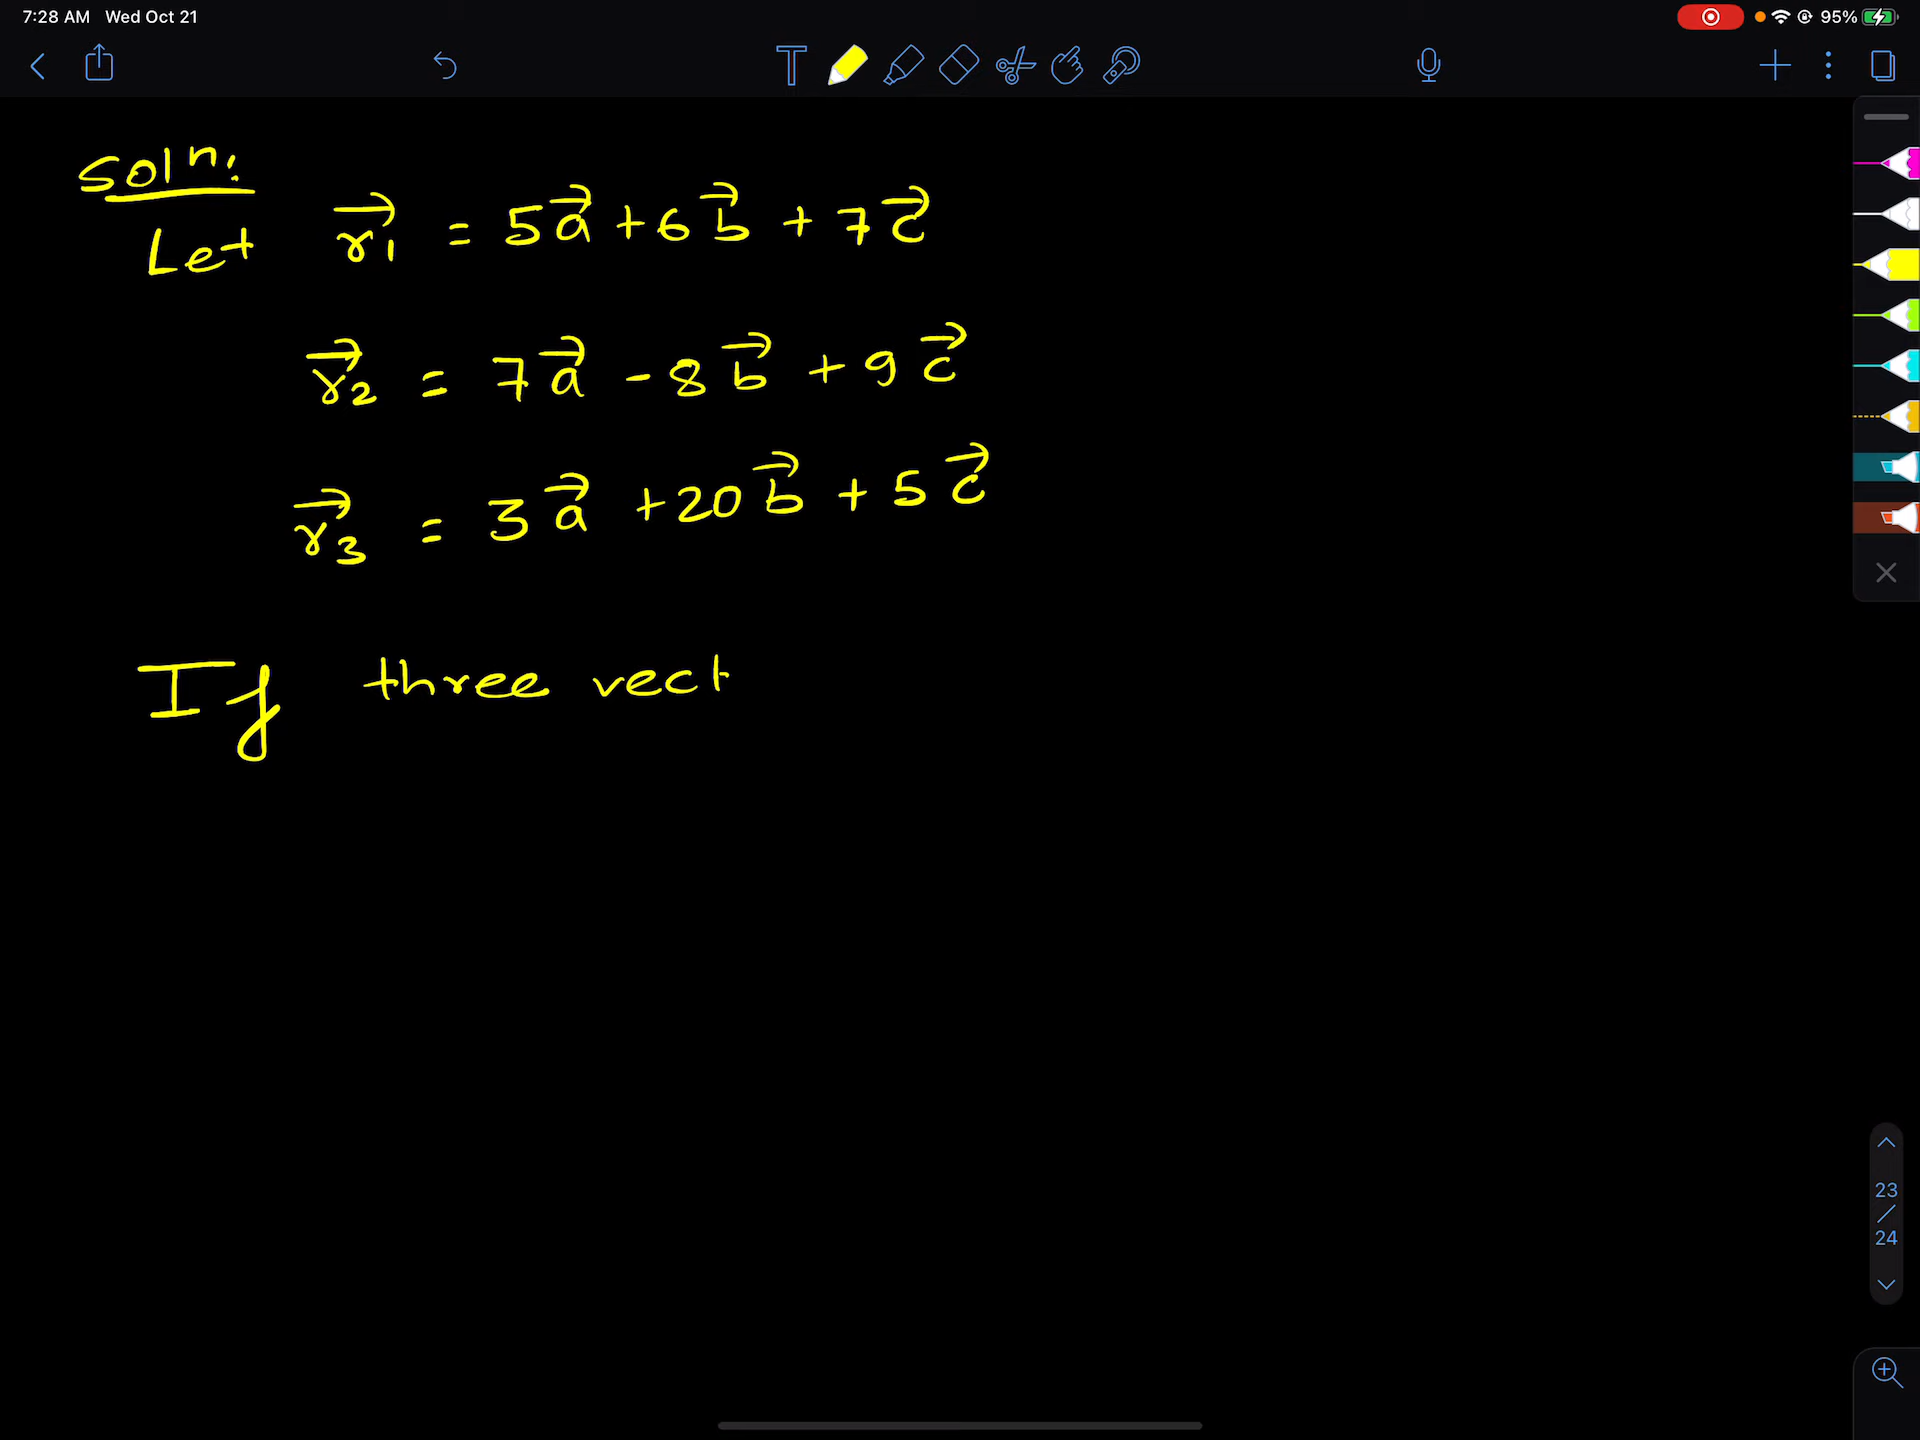 7:28 AM Wed Oct 21
95%
Soln:
Let r⃗₁ = 5a⃗ + 6b⃗ + 7c⃗
r⃗₂ = 7a⃗ - 8b⃗ + 9c⃗
r⃗₃ = 3a⃗ + 20b⃗ + 5c⃗
If three vect
23
/
24